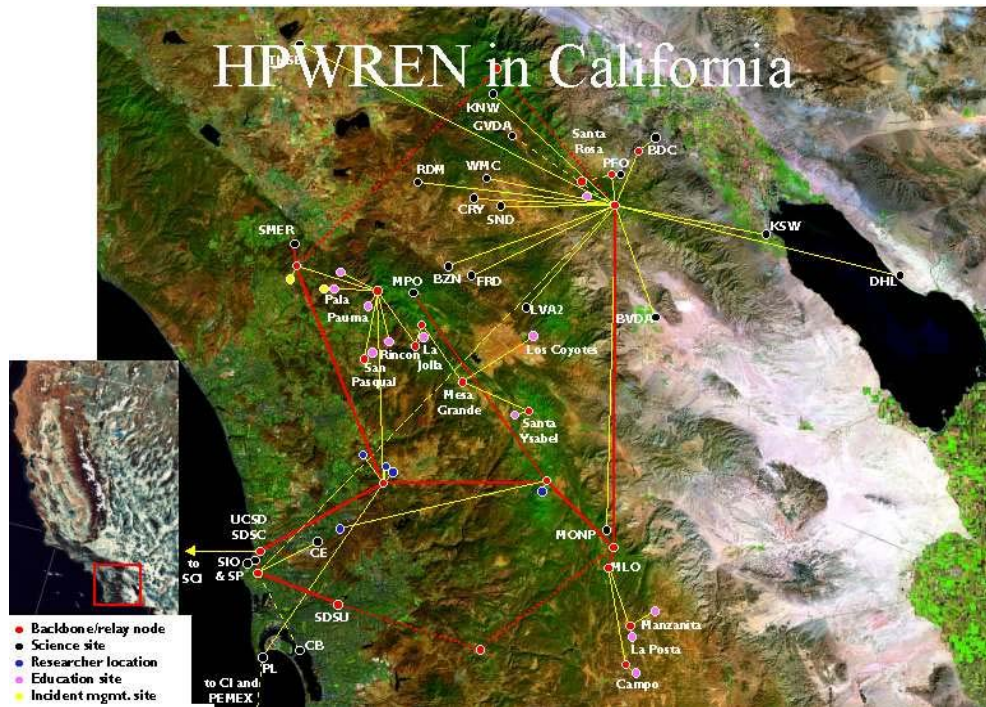 HPWREN in California
KNW
GVDA
Santa
Rosa
PFO
BDC
RDM
WMC
CRY
SND
SMER
KSW
DHL
BZN
FRD
MPO
LVA2
BVDA
Pala
Pauma
Rincon
La
Jolla
San
Pasqual
Los Coyotes
Mesa
Grande
Santa
Ysabel
UCSD
SDSC
to
SCI
SIO
& SP
CE
MONP
MLO
SDSU
Manzanita
La Posta
Campo
CB
PL
to CI and
PEMEX
Backbone/relay node
Science site
Researcher location
Education site
Incident mgmt. site